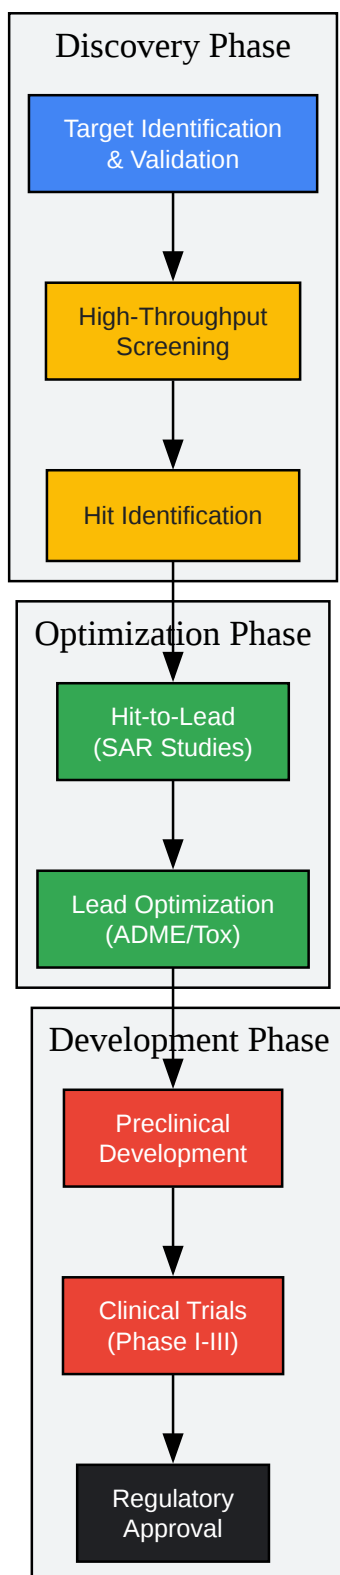 Discovery Phase
Target Identification
& Validation
High-Throughput
Screening
Hit Identification
Optimization Phase
Hit-to-Lead
(SAR Studies)
Lead Optimization
(ADME/Tox)
Development Phase
Preclinical
Development
Clinical Trials
(Phase I-III)
Regulatory
Approval